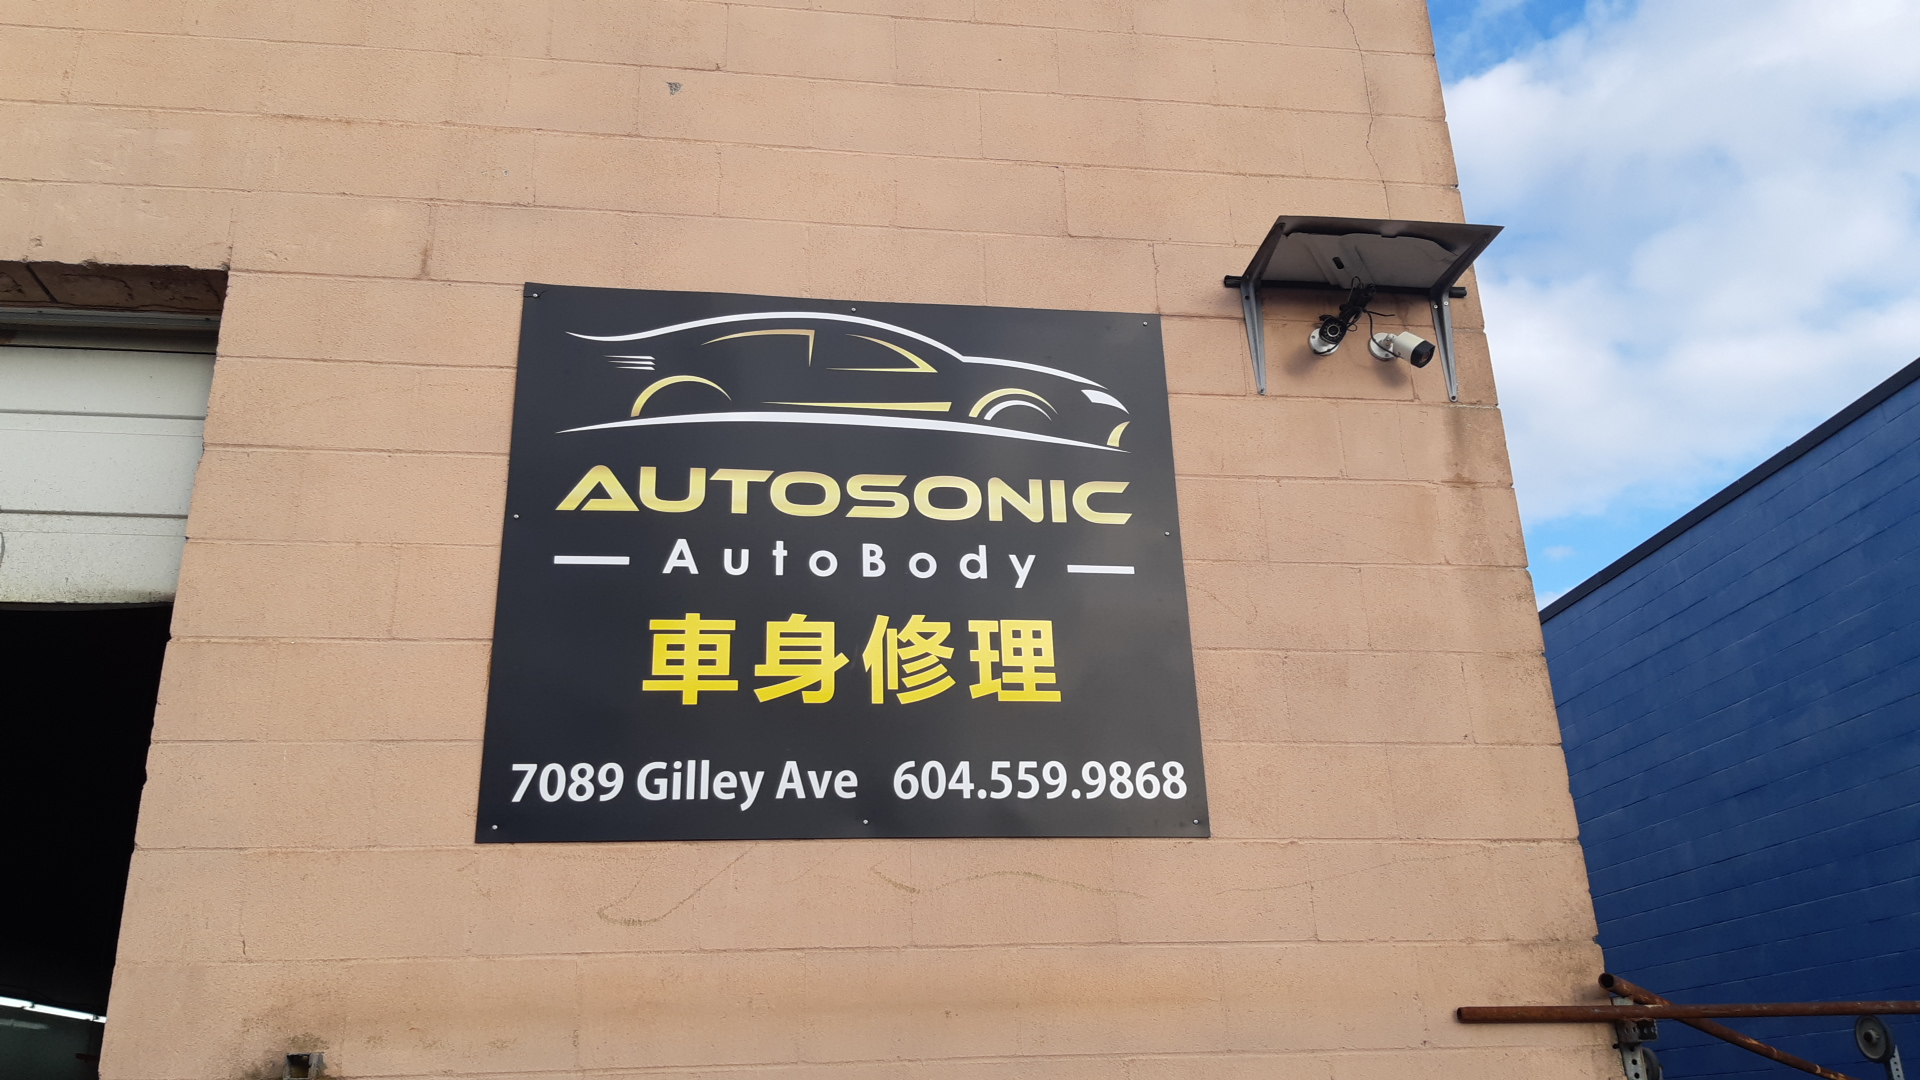 AUTOSONIC
AutoBody
車身修理
7089 Gilley Ave 604.559.9868